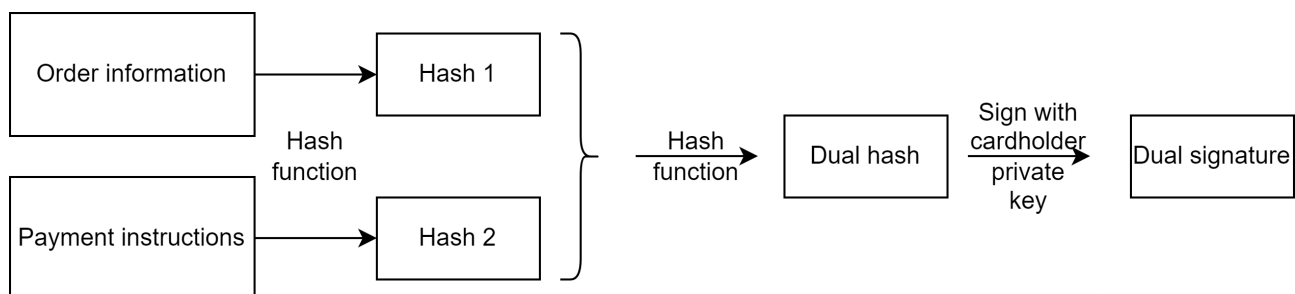 Order information
Hash 1
Hash
function
Payment instructions
Hash 2
Hash
function
Dual hash
Sign with
cardholder
private
key
Dual signature